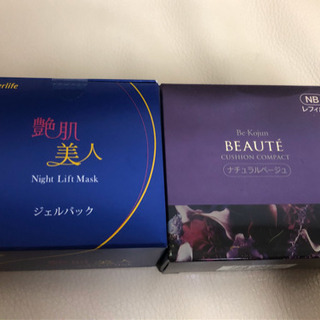 erlife
艶肌
美人
Night Lift Mask
ジェルパック
NB
レフィ
Be Kojun
BEAUTÉ
CUSHION COMPACT
ナチュラルベージュ